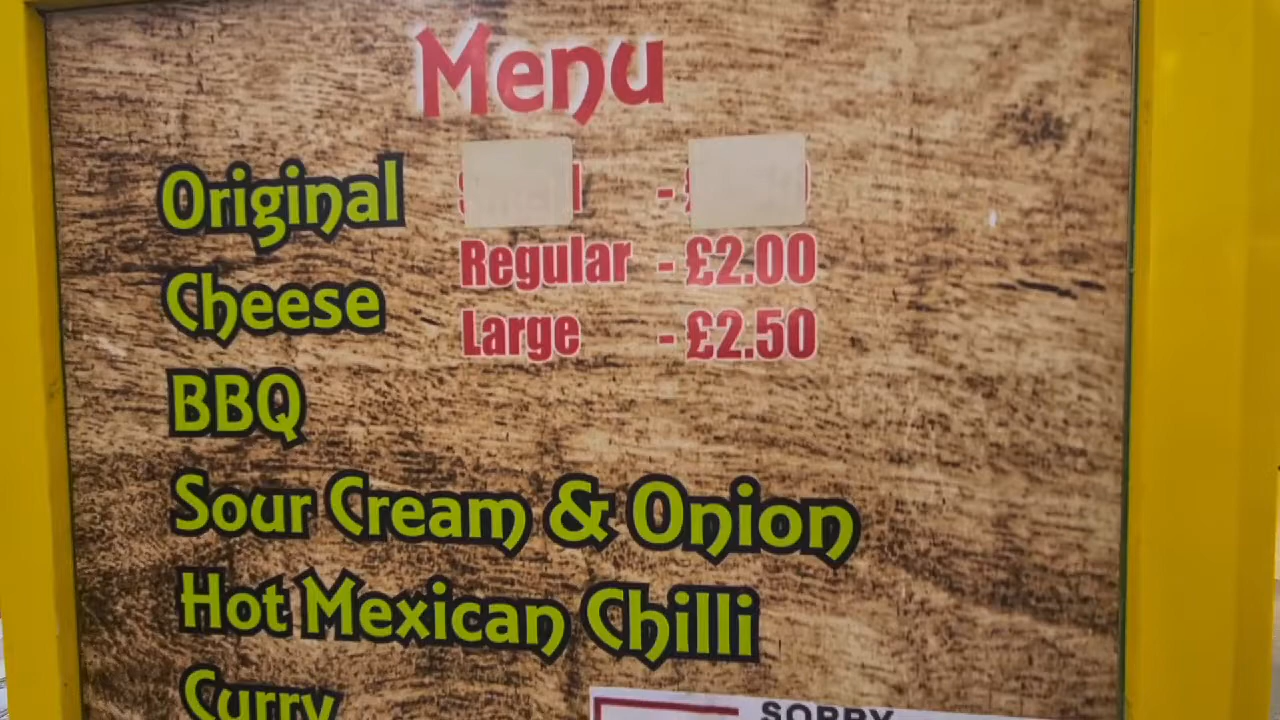 Menu
Original
Regular - £2.00
Cheese
Large - £2.50
BBQ
Sour Cream & Onion
Hot Mexican Chilli
Curry
SORRY